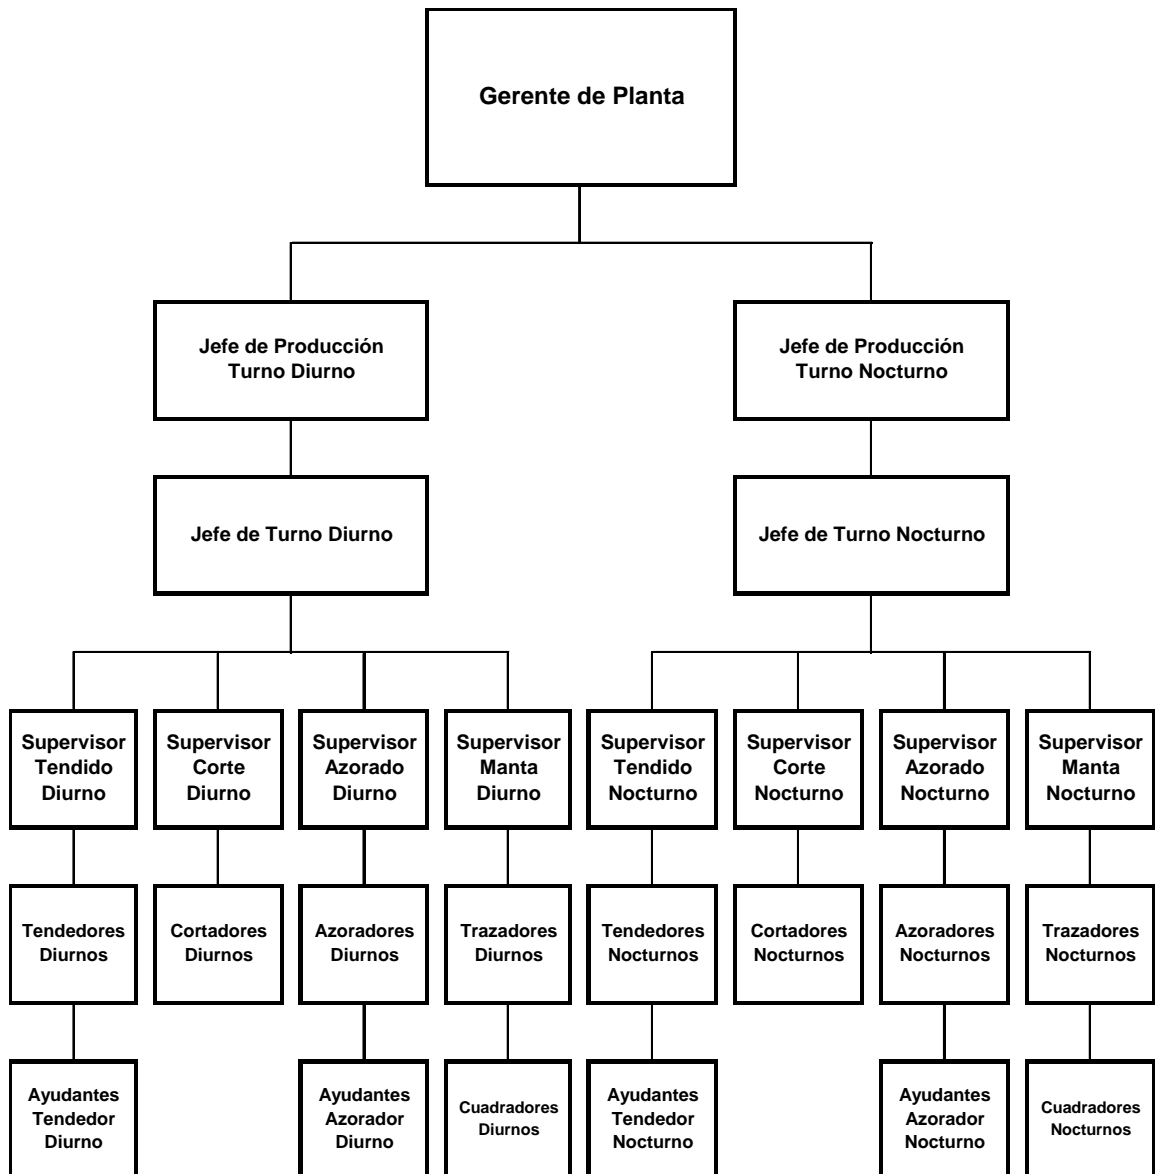 Gerente de Planta
Jefe de Producción
Turno Diurno
Jefe de Producción
Turno Nocturno
Jefe de Turno Diurno
Jefe de Turno Nocturno
Supervisor
Tendido
Diurno
Supervisor
Corte
Diurno
Supervisor
Azorado
Diurno
Supervisor
Manta
Diurno
Supervisor
Tendido
Nocturno
Supervisor
Corte
Nocturno
Supervisor
Azorado
Nocturno
Supervisor
Manta
Nocturno
Tendedores
Diurnos
Cortadores
Diurnos
Azoradores
Diurnos
Trazadores
Diurnos
Tendedores
Nocturnos
Cortadores
Nocturnos
Azoradores
Nocturnos
Trazadores
Nocturnos
Ayudantes
Tendedor
Diurno
Ayudantes
Azorador
Diurno
Cuadradores
Diurnos
Ayudantes
Tendedor
Nocturno
Ayudantes
Azorador
Nocturno
Cuadradores
Nocturnos